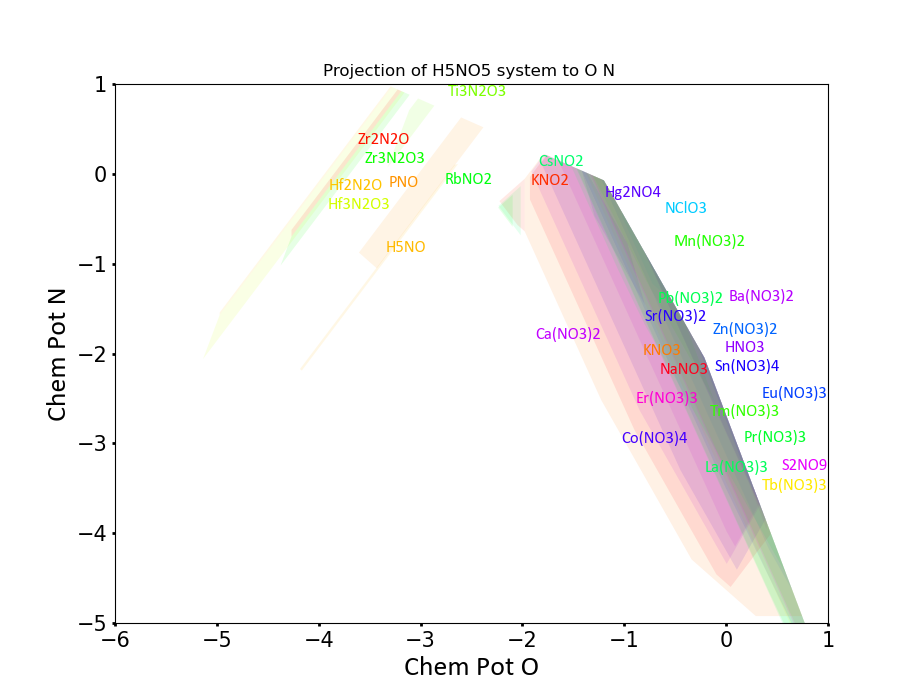 Projection of H5NO5 system to O N
Chem Pot N
1
0
−1
−2
−3
−4
−5
Ti3N2O3
Zr2N2O
Zr3N2O3
CsNO2
Hf2N2O
PNO
RbNO2
KNO2
Hg2NO4
Hf3N2O3
NClO3
Mn(NO3)2
H5NO
Pb(NO3)2
Ba(NO3)2
Sr(NO3)2
Ca(NO3)2
Zn(NO3)2
KNO3
HNO3
NaNO3
Sn(NO3)4
Er(NO3)3
Eu(NO3)3
Tm(NO3)3
Co(NO3)4
Pr(NO3)3
La(NO3)3
S2NO9
Tb(NO3)3
−6
−5
−4
−3
−2
−1
0
1
Chem Pot O